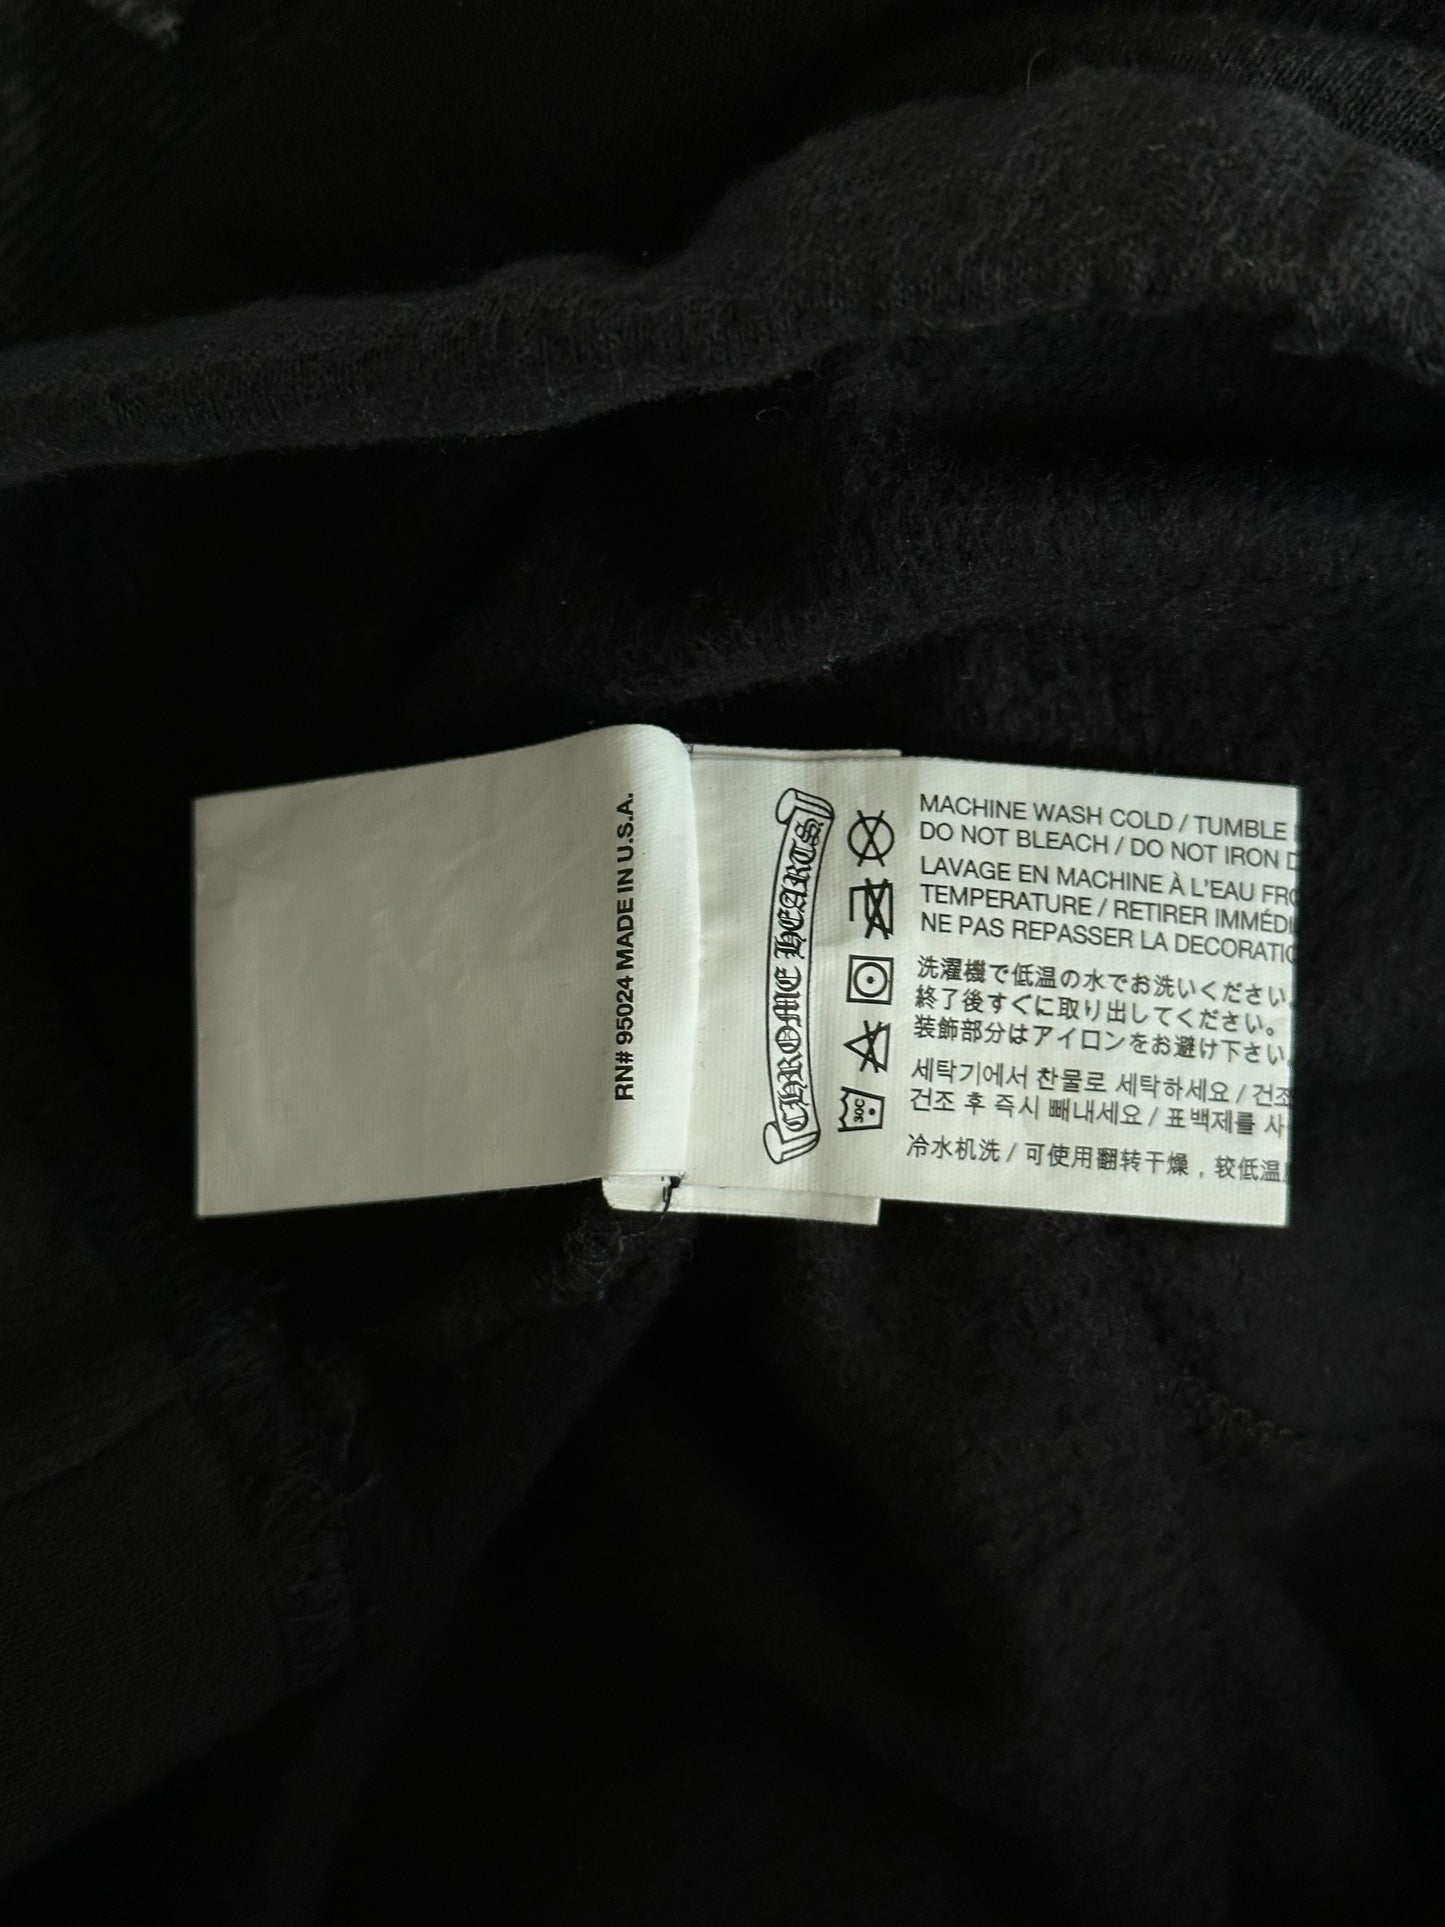 RN# 95024 MADE IN U.S.A.
CHROME HEARTS
30C
MACHINE WASH COLD / TUMBLE
DO NOT BLEACH / DO NOT IRON
LAVAGE EN MACHINE À L'EAU
TEMPERATURE / RETIRER
NE PAS REPASSER LA
洗濯機で低温の水でお洗いください
終了後すぐに取り出してください。
装飾部分はアイロンをお避け下さい
세탁기에서 찬물로 세탁하세요 / 건조
건조 후 즉시 빼내세요 / 표백제를 사
冷水机洗 / 可使用翻转干燥，较低温